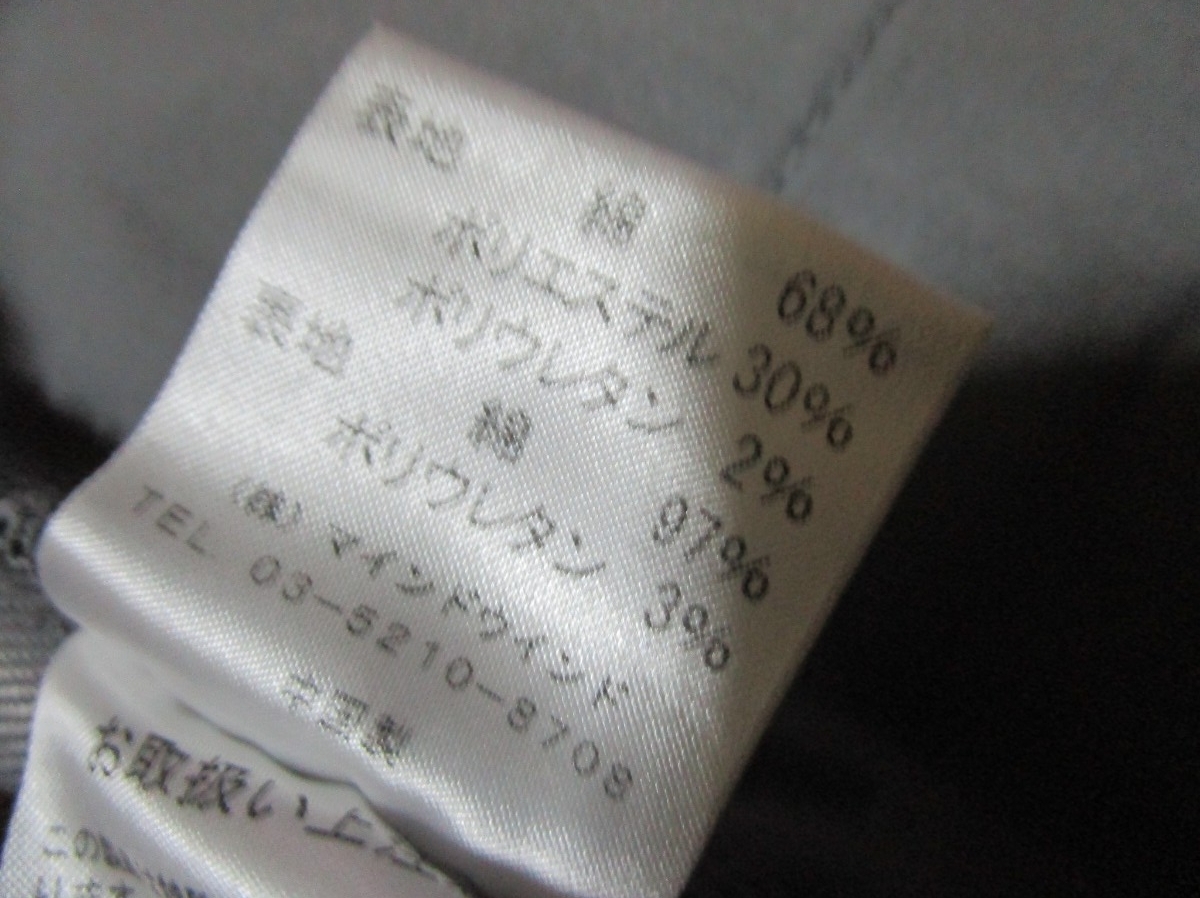 表地
綿 68%
ポリエステル 30%
ポリウレタン 2%
表地
綿 97%
ポリウレタン 3%
(株) マインドウインド
TEL 03-5210-8708
中国製
お取扱い上
この